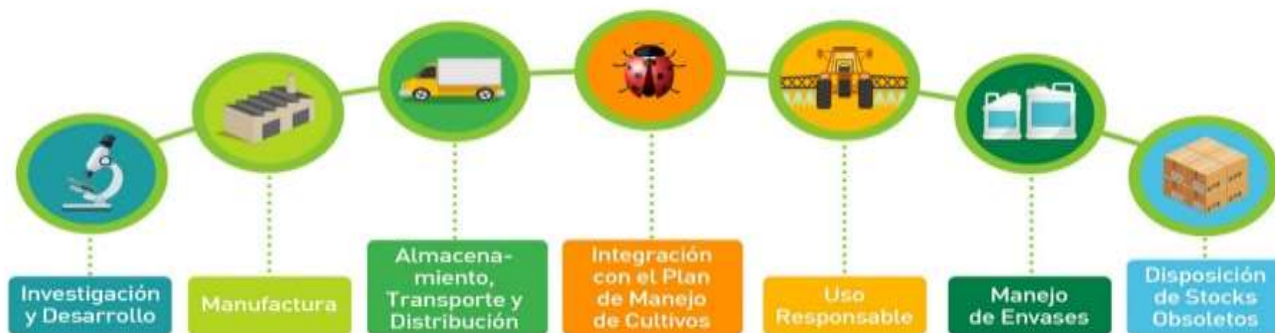 Investigación
y Desarrollo
Manufactura
Almacena-
miento,
Transporte y
Distribución
Integración
con el Plan
de Manejo
de Cultivos
Uso
Responsable
Manejo
de Envases
Disposición
de Stocks
Obsoletos